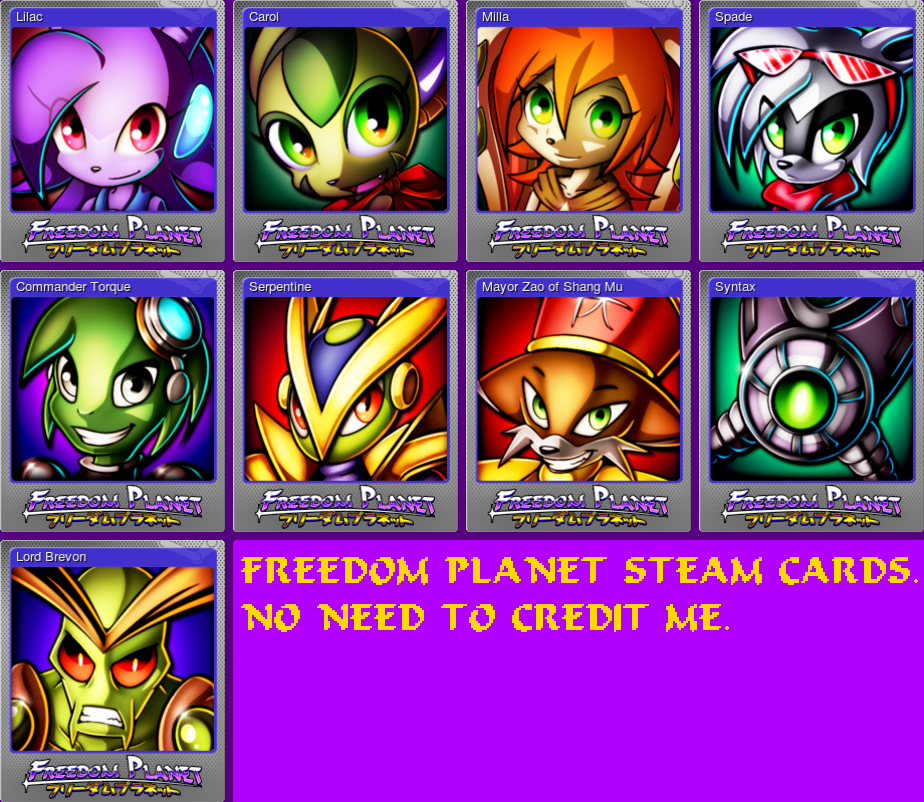 Lilac
FREEDOM PLANET
フリーダムプラネット
Carol
FREEDOM PLANET
フリーダムプラネット
Milla
FREEDOM PLANET
フリーダムプラネット
Spade
FREEDOM PLANET
フリーダムプラネット
Commander Torque
FREEDOM PLANET
フリーダムプラネット
Serpentine
FREEDOM PLANET
フリーダムプラネット
Mayor Zao of Shang Mu
FREEDOM PLANET
フリーダムプラネット
Syntax
FREEDOM PLANET
フリーダムプラネット
Lord Brevon
FREEDOM PLANET
フリーダムプラネット
FREEDOM PLANET STEAM CARDS.
NO NEED TO CREDIT ME.